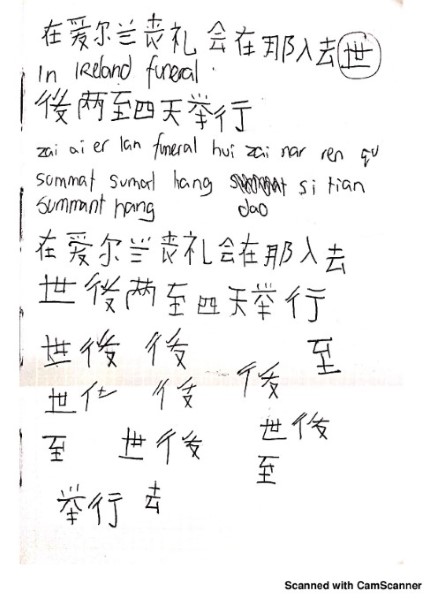 在爱尔兰丧礼会在那人去世
in IReland funeral.
後两至四天举行
zai ai er lan funeral hui zai nar ren qu
summat sumat hang si tian
summant hang dao
在爱尔兰丧礼会在那人去
世後两至四天举行
世後 後 至
世 後 後
至 世後 世後
至
举行 去
Scanned with CamScanner